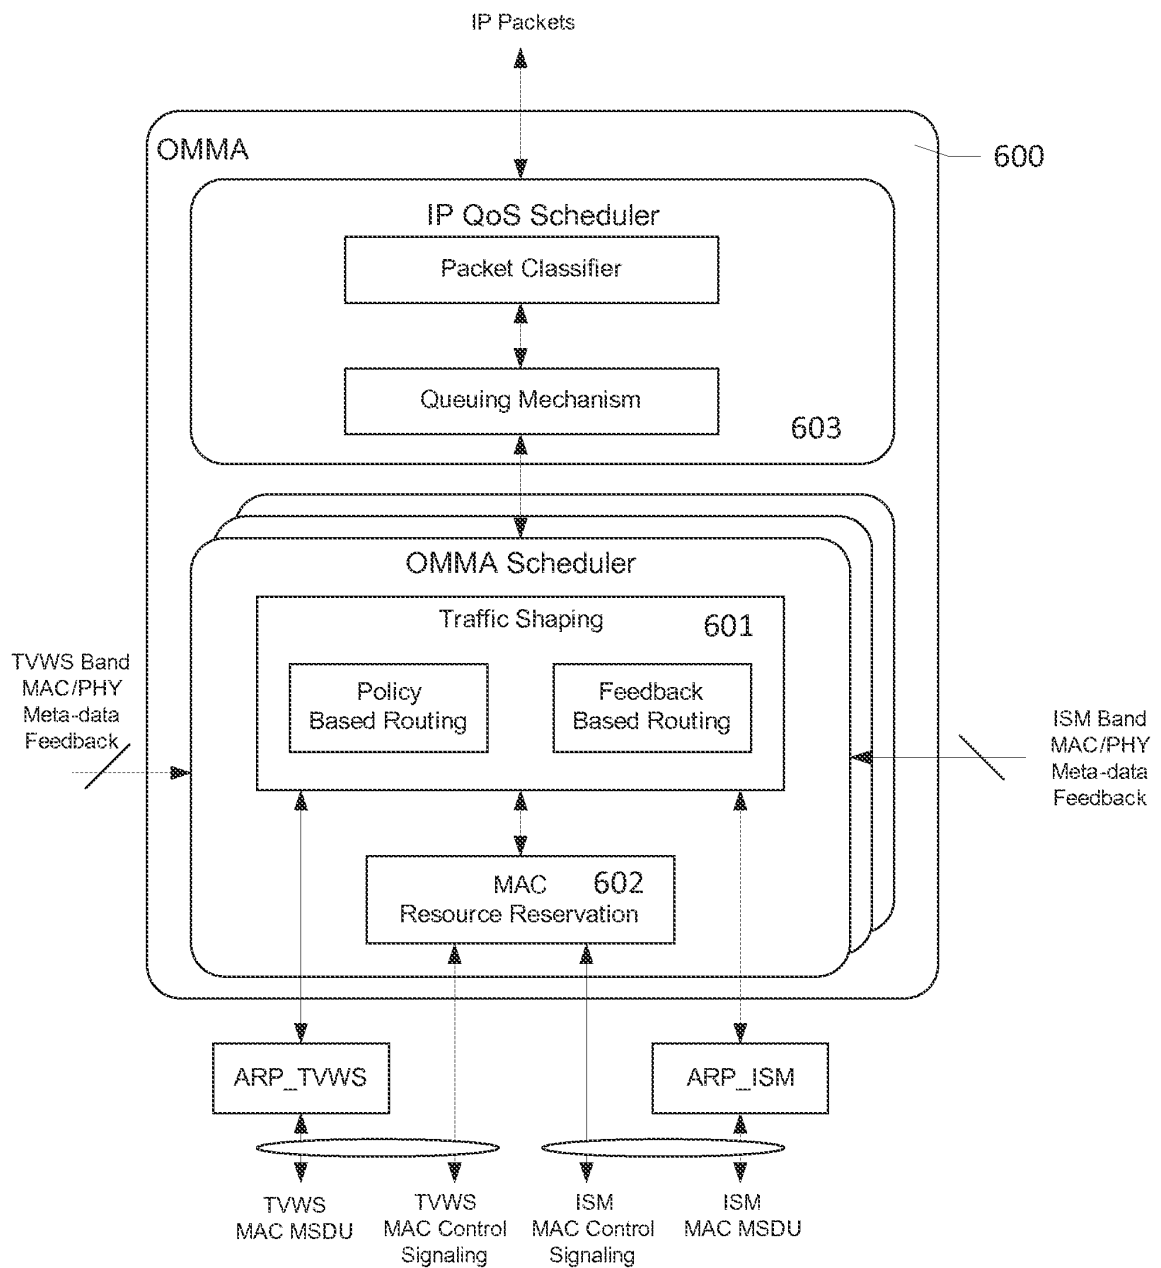 IP Packets
OMMA
600
IP QoS Scheduler
Packet Classifier
Queuing Mechanism
603
OMMA Scheduler
Traffic Shaping
601
Policy
Based Routing
Feedback
Based Routing
TVWS Band
MAC/PHY
Meta-data
Feedback
ISM Band
MAC/PHY
Meta-data
Feedback
MAC
602
Resource Reservation
ARP_TVWS
ARP_ISM
TVWS
MAC MSDU
TVWS
MAC Control
Signaling
ISM
MAC Control
Signaling
ISM
MAC MSDU